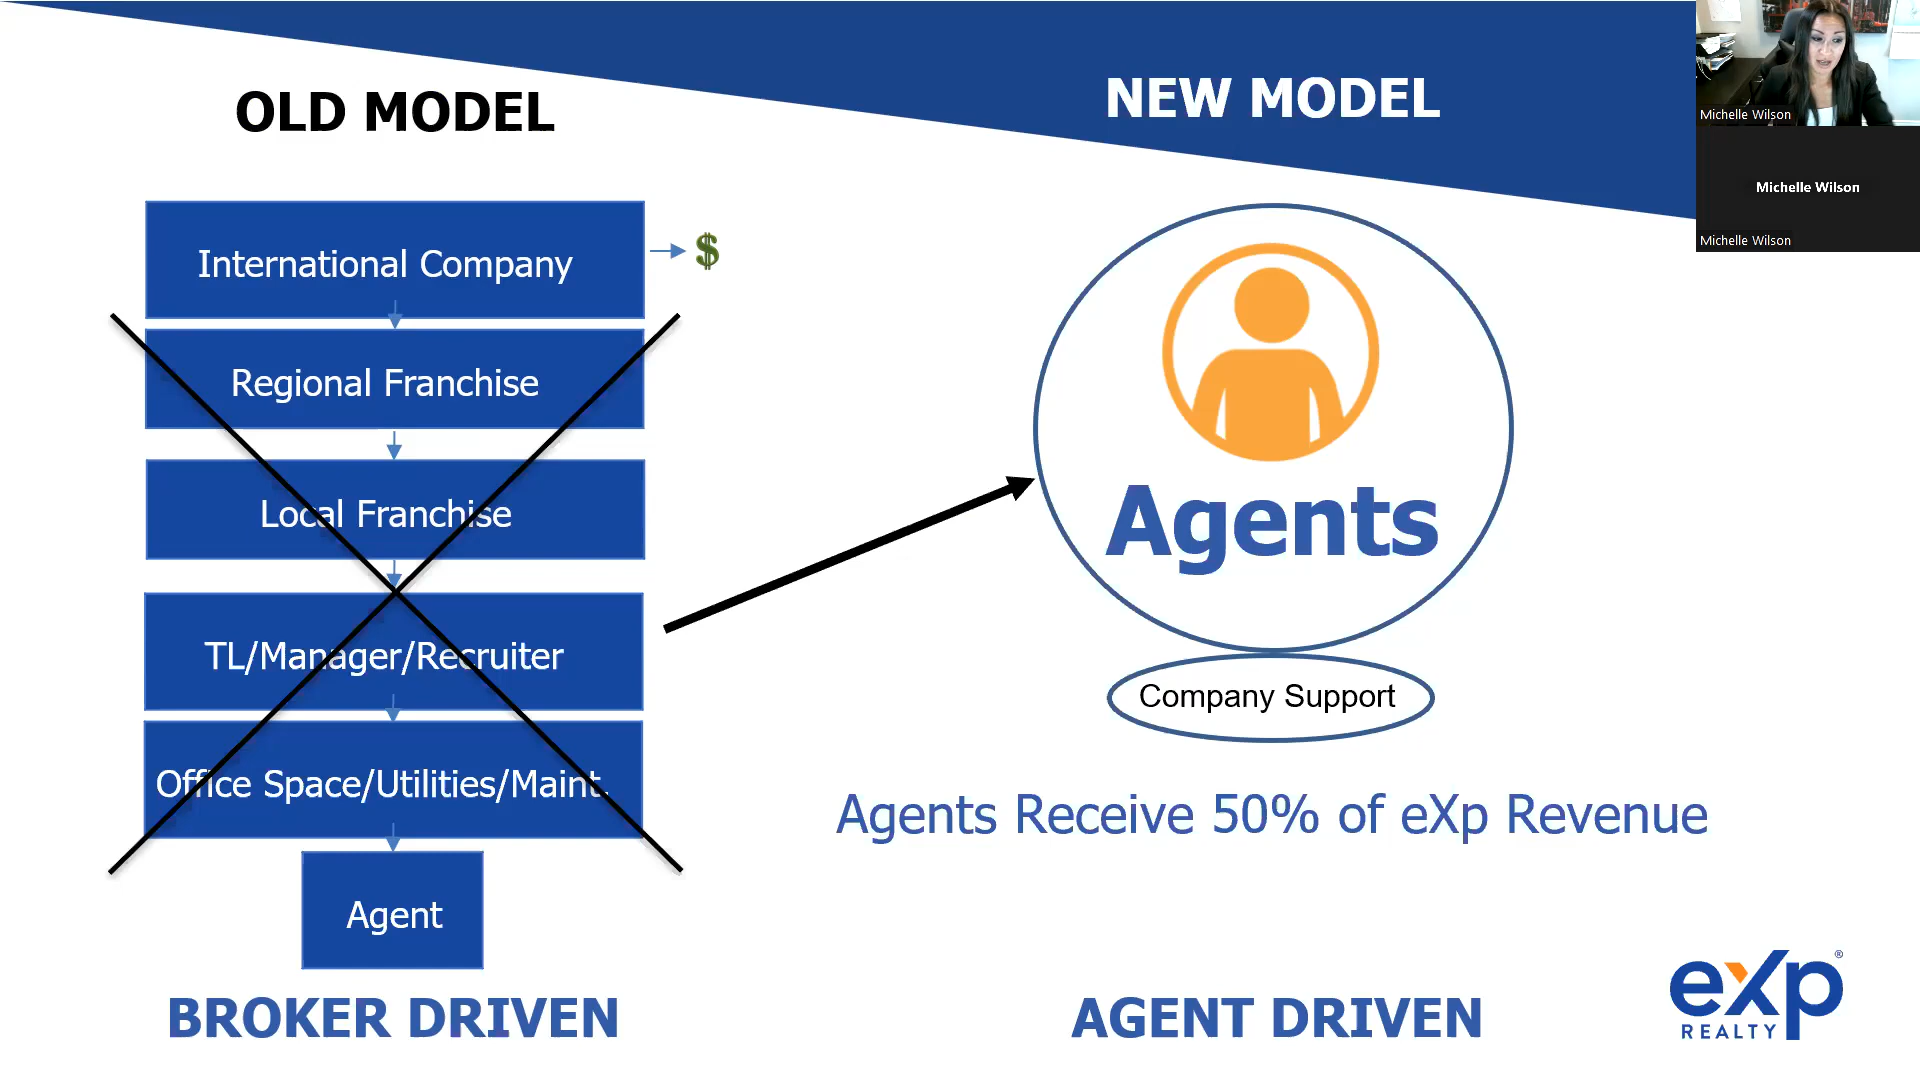 OLD MODEL
NEW MODEL
International Company
$
Regional Franchise
Local Franchise
TL/Manager/Recruiter
Office Space/Utilities/Maint.
Agent
BROKER DRIVEN
Agents
Company Support
Agents Receive 50% of eXp Revenue
AGENT DRIVEN
eXp®
REALTY
Michelle Wilson
Michelle Wilson
Michelle Wilson